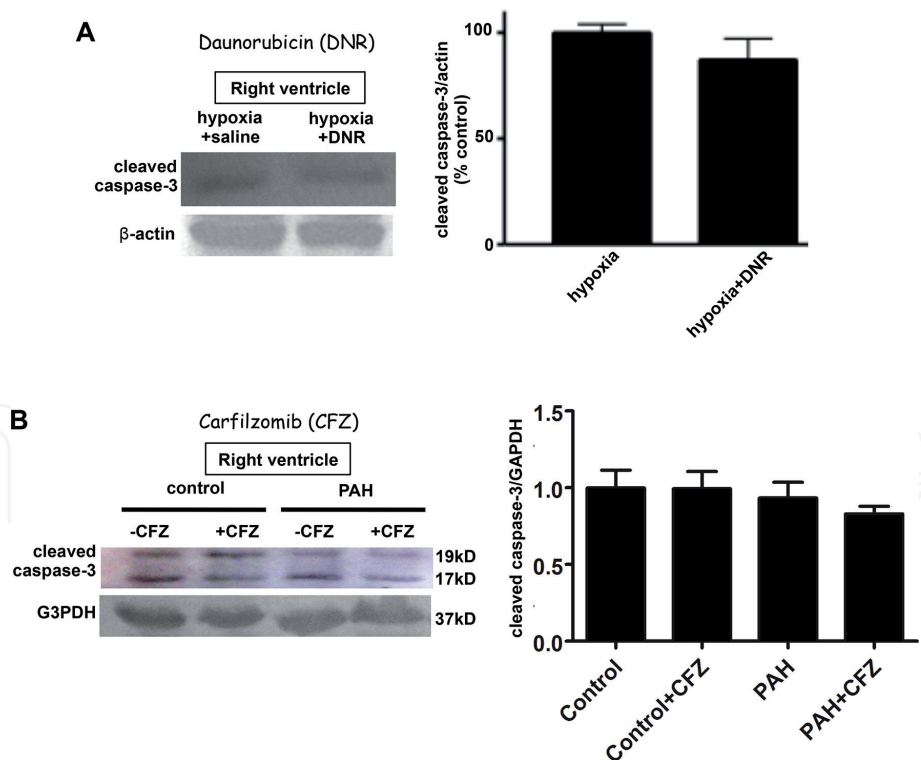 A
Daunorubicin (DNR)
Right ventricle
hypoxia hypoxia
+saline +DNR
cleaved
caspase-3
β-actin
cleaved caspase-3/actin
(% control)
100
50
0
hypoxia
hypoxia+DNR
B
Carfilzomib (CFZ)
Right ventricle
control PAH
-CFZ +CFZ -CFZ +CFZ
cleaved
caspase-3
19kD
17kD
G3PDH
37kD
cleaved caspase-3/GAPDH
1.5
1.0
0.5
0.0
Control
Control+CFZ
PAH
PAH+CFZ